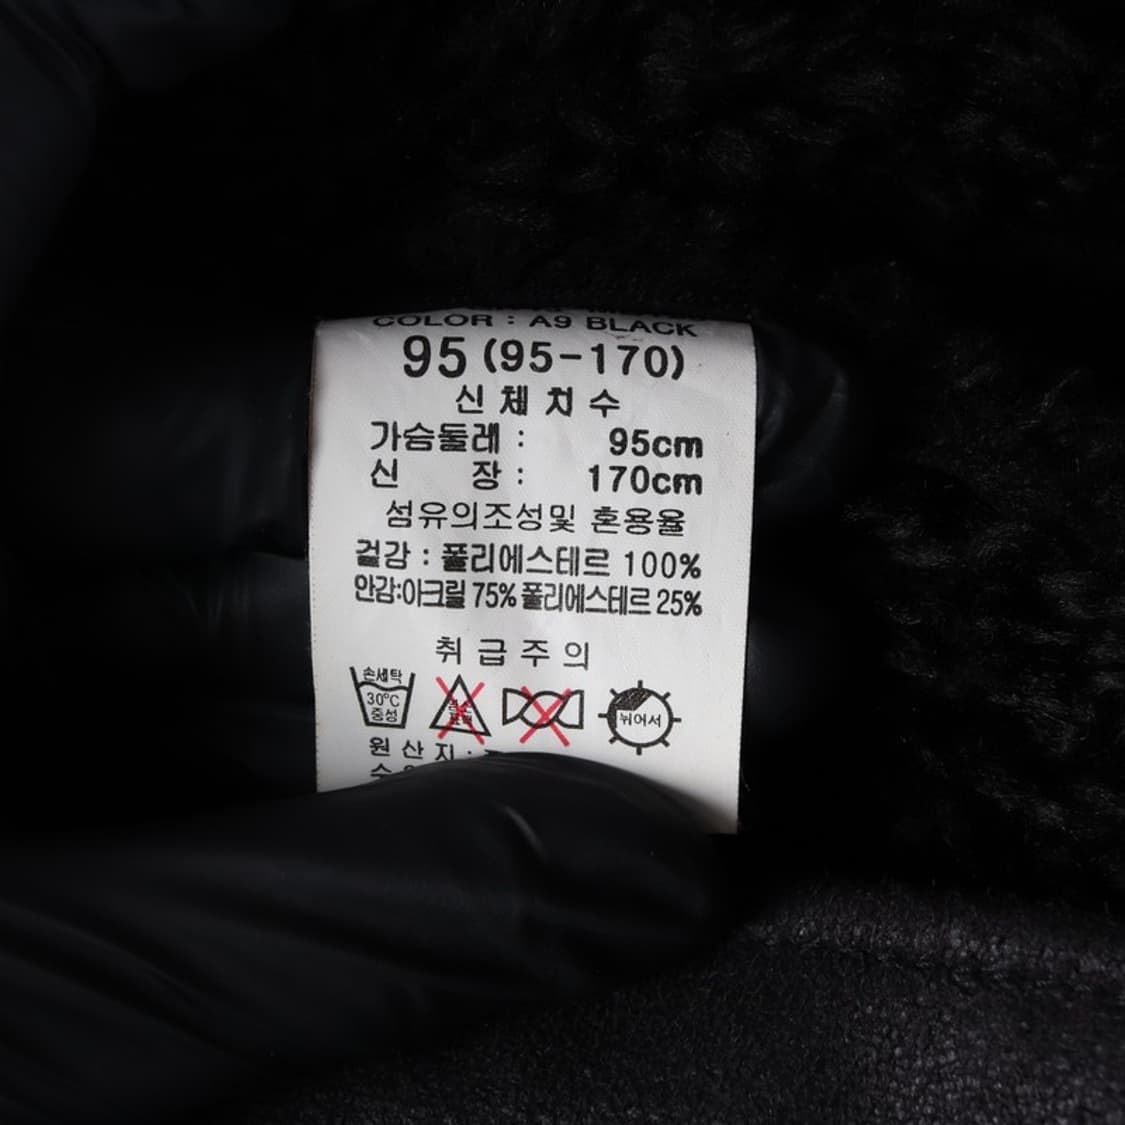 COLOR : A9 BLACK
95 (95-170)
신 체 치 수
가슴둘레 : 95cm
신 장 : 170cm
섬유의조성및 혼용율
겉감 : 폴리에스테르 100%
안감:아크릴 75% 폴리에스테르 25%
취 급 주 의
손세탁
30℃
중성
뉘어서
원 산 지 :